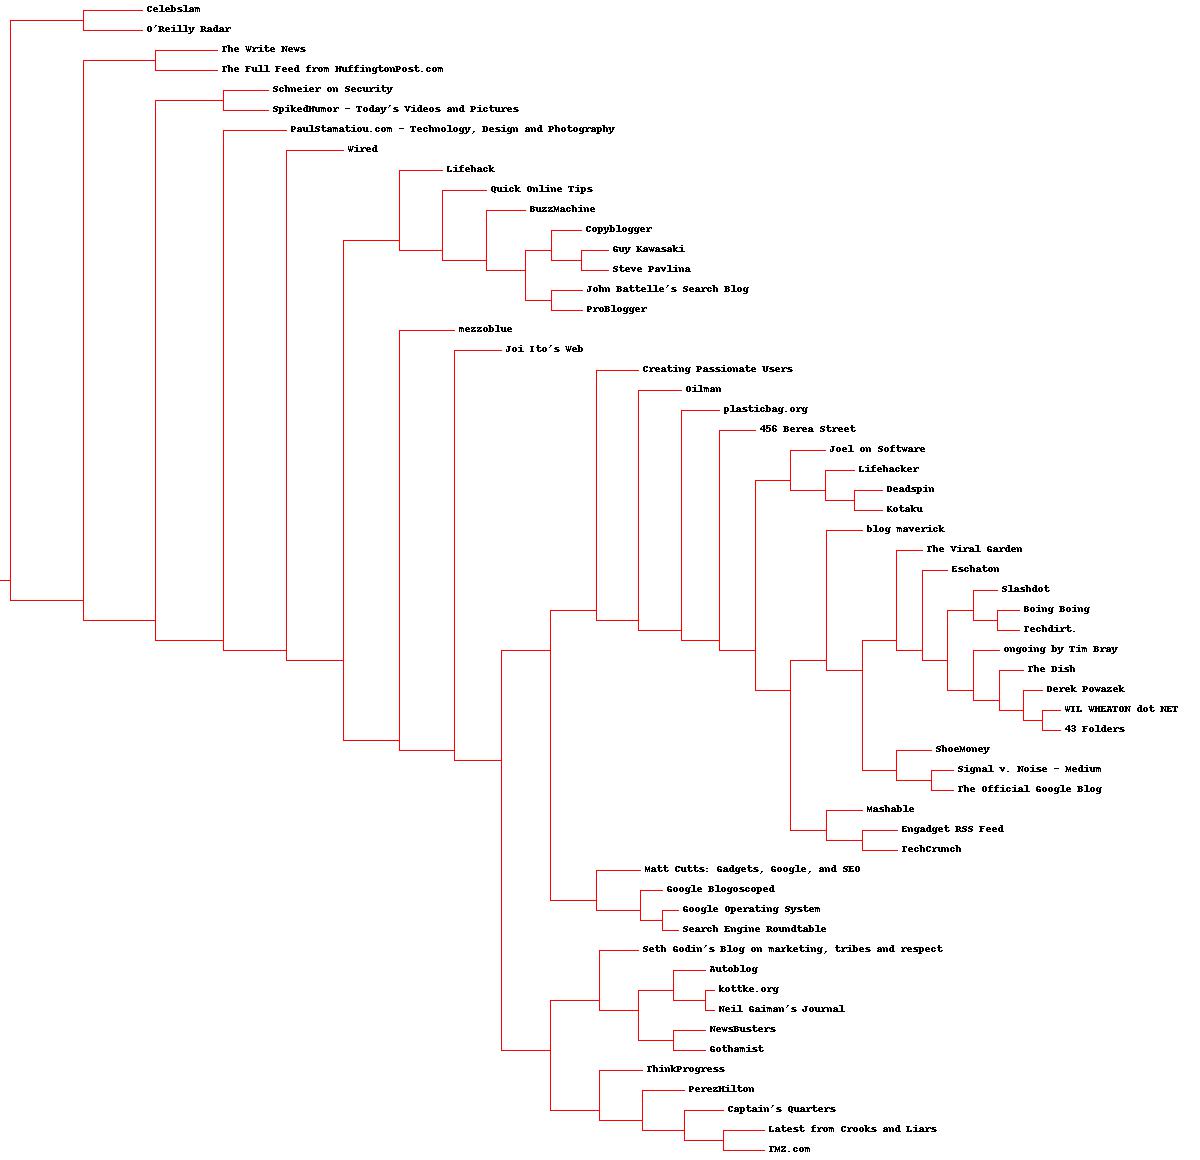 Celebslam
O'Reilly Radar
The Write News
The Full Feed from HuffingtonPost.com
Schneier on Security
SpikedHumor - Today's Videos and Pictures
PaulStamatiou.com - Technology, Design and Photography
Wired
Lifehack
Quick Online Tips
BuzzMachine
Copyblogger
Guy Kawasaki
Steve Pavlina
John Battelle's Search Blog
ProBlogger
mezzoblue
Joi Ito's Web
Creating Passionate Users
Oilman
plasticbag.org
456 Berea Street
Joel on Software
Lifehacker
Deadspin
Kotaku
blog maverick
The Viral Garden
Eschaton
Slashdot
Boing Boing
Techdirt.
ongoing by Tim Bray
The Dish
Derek Powazek
WIL WHEATON dot NET
43 Folders
ShoeMoney
Signal v. Noise - Medium
The Official Google Blog
Mashable
Engadget RSS Feed
TechCrunch
Matt Cutts: Gadgets, Google, and SEO
Google Blogoscoped
Google Operating System
Search Engine Roundtable
Seth Godin's Blog on marketing, tribes and respect
Autoblog
kottke.org
Neil Gaiman's Journal
NewsBusters
Gothamist
ThinkProgress
PerezHilton
Captain's Quarters
Latest from Crooks and Liars
TMZ.com